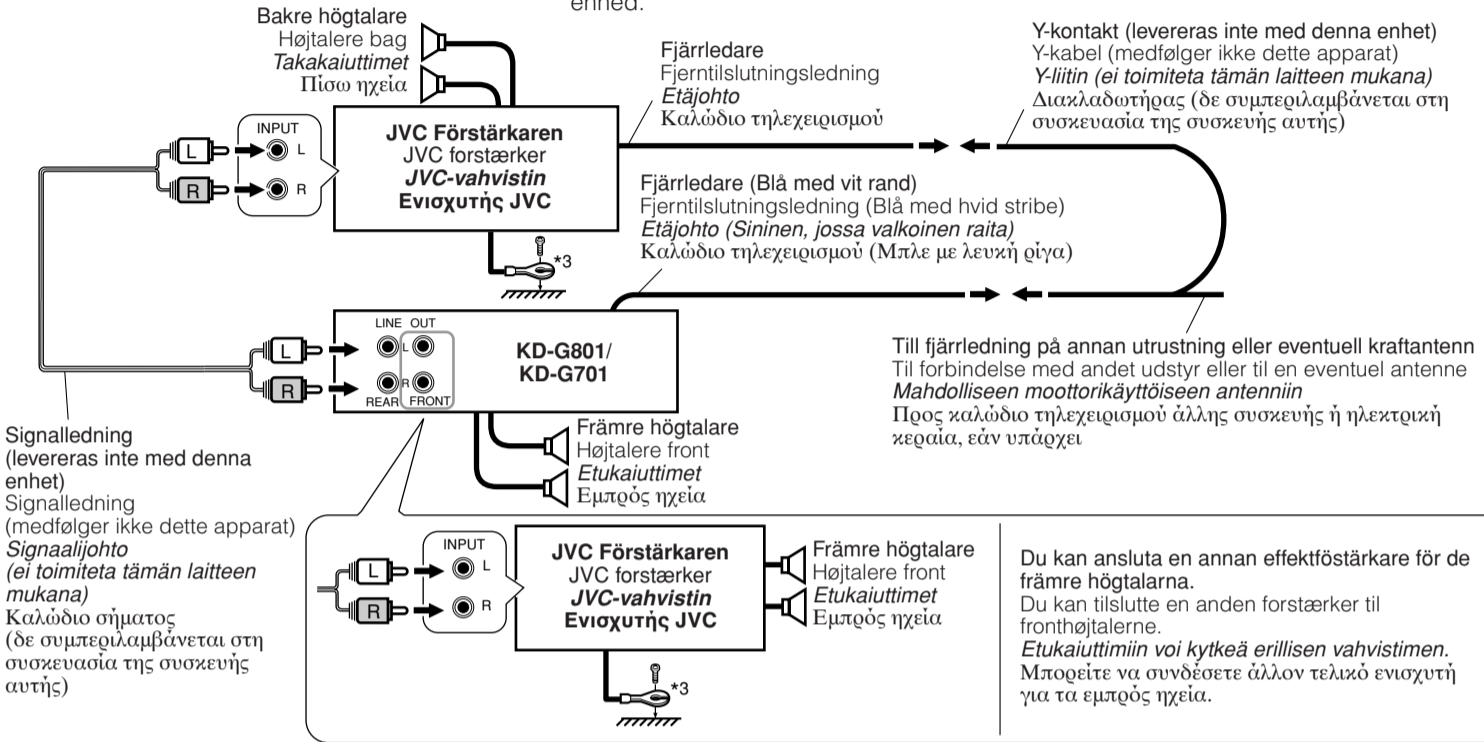 enhed.
Bakre högtalare
Højtalere bag
Takakaiuttimet
Πίσω ηχεία
Fjärrledare
Fjerntilslutningsledning
Etäjohto
Καλώδιο τηλεχειρισμού
Y-kontakt (levereras inte med denna enhet)
Y-kabel (medfølger ikke dette apparat)
Y-liitin (ei toimiteta tämän laitteen mukana)
Διακλαδωτήρας (δε συμπεριλαμβάνεται στη
συσκευασία της συσκευής αυτής)
INPUT
L
L
R
R
JVC Förstärkaren
JVC forstærker
JVC-vahvistin
Ενισχυτής JVC
*3
Fjärrledare (Blå med vit rand)
Fjerntilslutningsledning (Blå med hvid stribe)
Etäjohto (Sininen, jossa valkoinen raita)
Καλώδιο τηλεχειρισμού (Μπλε με λευκή ρίγα)
LINE OUT
L
L
R
R
REAR FRONT
KD-G801/
KD-G701
Till fjärrledning på annan utrustning eller eventuell kraftantenn
Til forbindelse med andet udstyr eller til en eventuel antenne
Mahdolliseen moottorikäyttöiseen antenniin
Προς καλώδιο τηλεχειρισμού άλλης συσκευής ή ηλεκτρική
κεραία, εάν υπάρχει
Signalledning
(levereras inte med denna
enhet)
Signalledning
(medfølger ikke dette apparat)
Signaalijohto
(ei toimiteta tämän laitteen
mukana)
Καλώδιο σήματος
(δε συμπεριλαμβάνεται στη
συσκευασία της συσκευής
αυτής)
Främre högtalare
Højtalere front
Etukaiuttimet
Εμπρός ηχεία
INPUT
L
L
R
R
JVC Förstärkaren
JVC forstærker
JVC-vahvistin
Ενισχυτής JVC
*3
Främre högtalare
Højtalere front
Etukaiuttimet
Εμπρός ηχεία
Du kan ansluta en annan effektföstärkare för de
främre högtalarna.
Du kan tilslutte en anden forstærker til
fronthøjtalerne.
Etukaiuttimiin voi kytkeä erillisen vahvistimen.
Μπορείτε να συνδέσετε άλλον τελικό ενισχυτή
για τα εμπρός ηχεία.